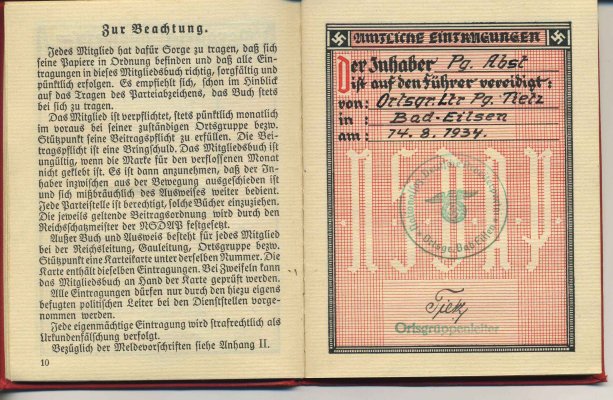 Zur Beachtung.
Jedes Mitglied hat dafür Sorge zu tragen, daß sich
seine Papiere in Ordnung befinden und daß alle Ein-
tragungen in dieses Mitgliedsbuch richtig, sorgfältig und
pünktlich erfolgen. Es empfiehlt sich, schon im Hinblick
auf das Tragen des Parteiabzeichens, das Buch stets
bei sich zu tragen.
Das Mitglied ist verpflichtet, stets pünktlich monatlich
im voraus bei seiner zuständigen Ortsgruppe bezw.
Stützpunkt seine Beitragspflicht zu erfüllen. Die Bei-
tragspflicht ist eine Bringschuld. Das Mitgliedsbuch ist
ungültig, wenn die Marke für den verflossenen Monat
nicht geklebt ist. Es ist dann anzunehmen, daß der In-
haber inzwischen aus der Bewegung ausgeschieden ist
und sich mißbräuchlich des Ausweises weiter bedient.
Jede Parteistelle ist berechtigt, solche Bücher einzuziehen.
Die jeweils geltende Beitragsordnung wird durch den
Reichsschatzmeister der NSDAP festgesetzt.
Außer Buch und Ausweis besteht für jedes Mitglied
bei der Reichsleitung, Gauleitung, Ortsgruppe bezw.
Stützpunkt eine Karteikarte unter derselben Nummer. Die
Karte enthält dieselben Eintragungen. Bei Zweifeln kann
das Mitgliedsbuch an Hand der Karte geprüft werden.
Alle Eintragungen dürfen nur durch den hiezu eigens
befugten politischen Leiter bei den Dienststellen vorge-
nommen werden.
Jede eigenmächtige Eintragung wird strafrechtlich als
Urkundenfälschung verfolgt.
Bezüglich der Meldevorschriften siehe Anhang II.
10
AMTLICHE EINTRAGUNGEN
Der Inhaber Pg. Abst
ist auf den Führer vereidigt:
von: Ortsgr. Ltr Pg. Tietz
in: Bad-Eilsen
am: 14. 8. 1934.
N.S.D.A.P.
Ortsgr. Bad Eilsen
Tietz
Ortsgruppenleiter